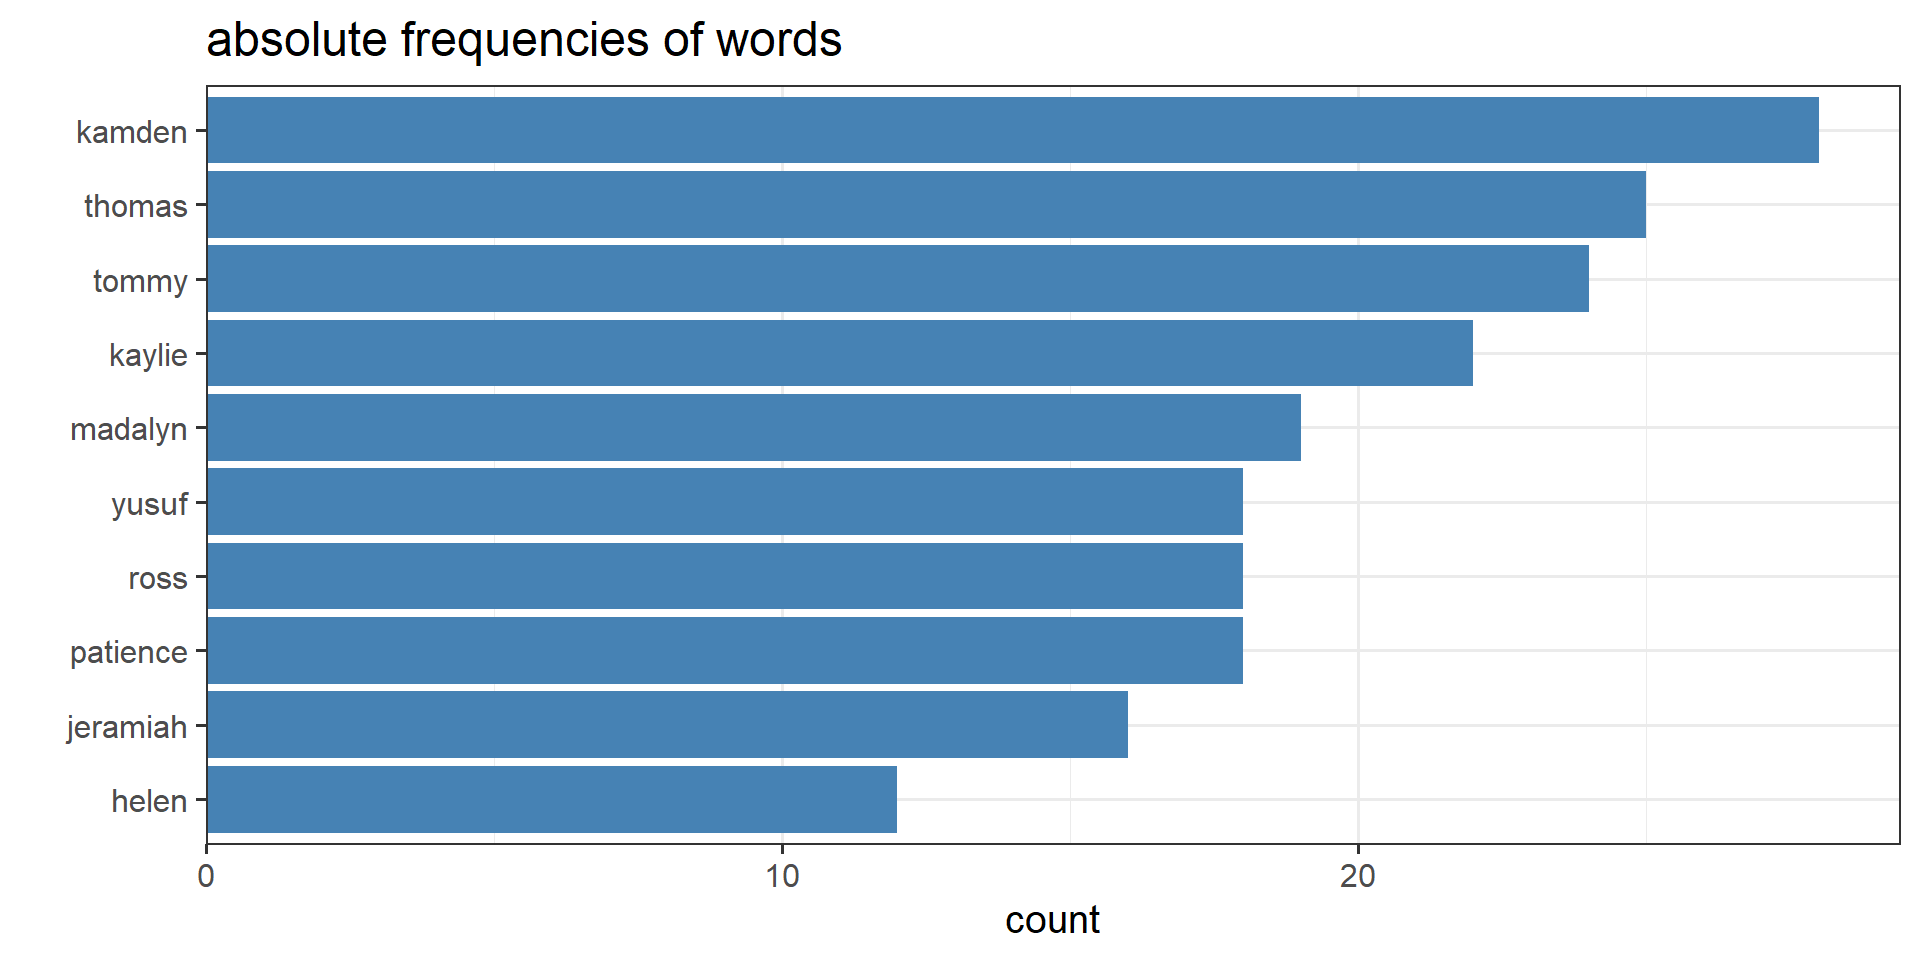 absolute frequencies of words
kamden
thomas
tommy
kaylie
madalyn
yusuf
ross
patience
jeramiah
helen
0 10 20
count